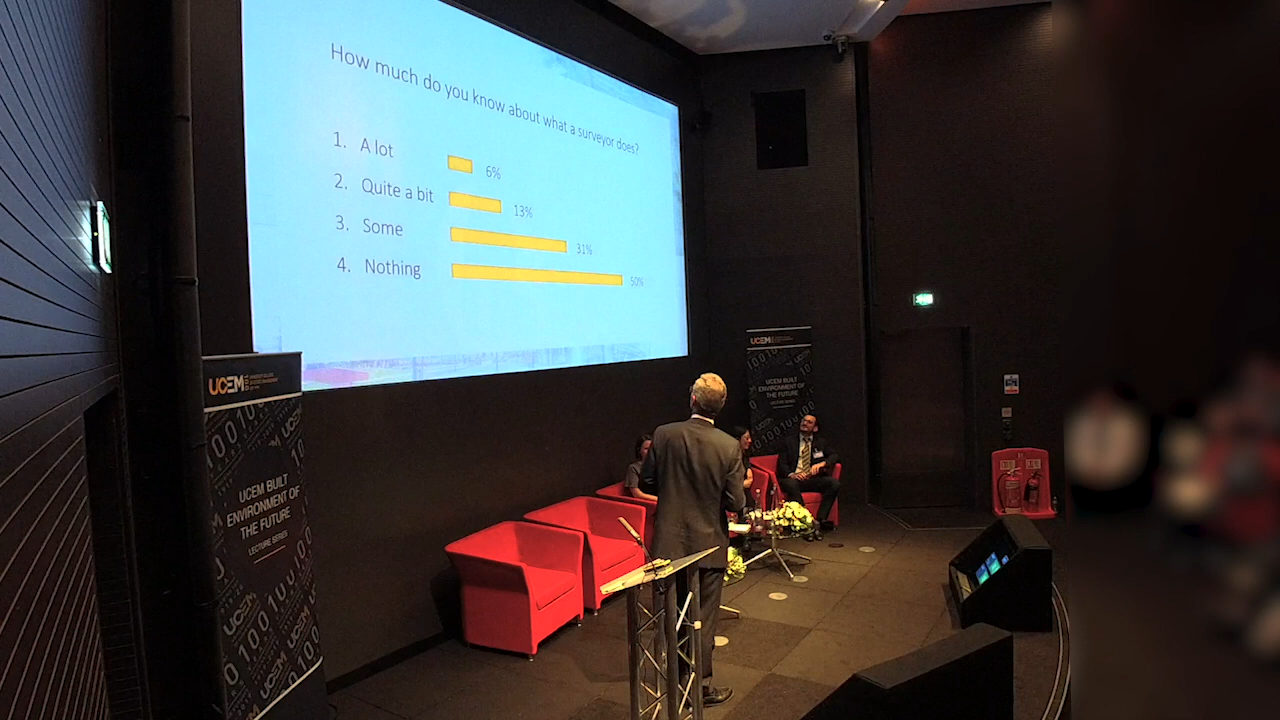 How much do you know about what a surveyor does?
1. A lot 6%
2. Quite a bit 13%
3. Some 31%
4. Nothing 50%
UCEM
UCEM BUILT
ENVIRONMENT OF
THE FUTURE
LECTURE SERIES
UCEM
UCEM BUILT
ENVIRONMENT OF
THE FUTURE
LECTURE SERIES